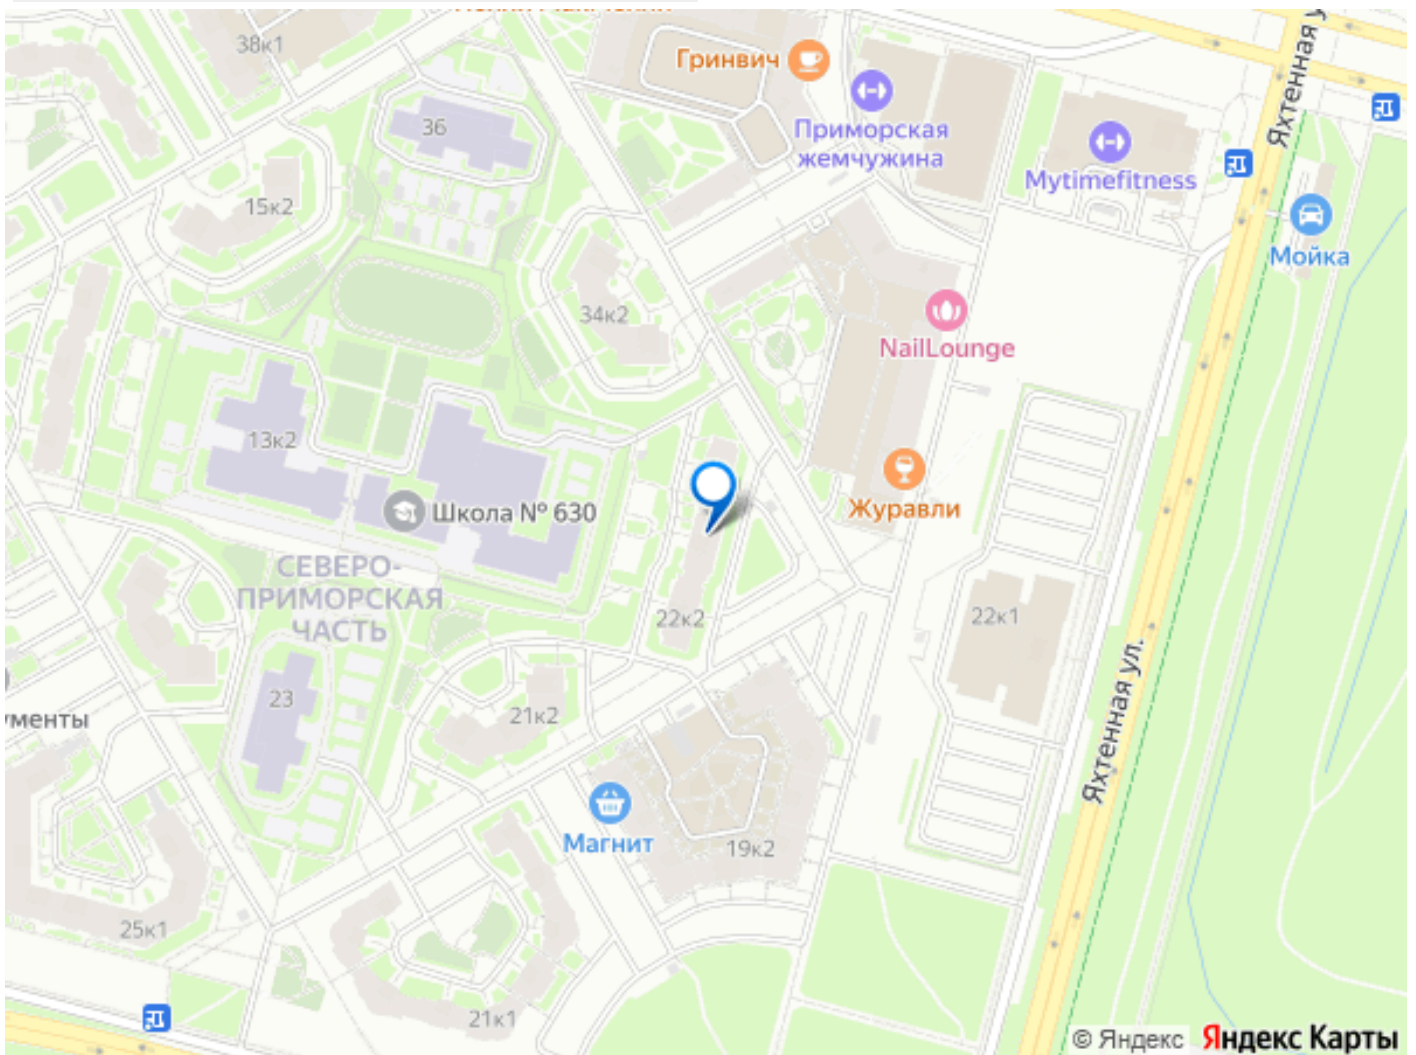 38к1
Гринвич
Яхтенная у
36
Приморская
жемчужина
Mytimefitness
15к2
Мойка
34к2
NailLounge
13к2
Школа № 630
Журавли
СЕВЕРО-
ПРИМОРСКАЯ
ЧАСТЬ
22к2
22к1
23
ументы
21к2
Яхтенная ул.
Магнит
19к2
25к1
21к1
© Яндекс Яндекс Карты